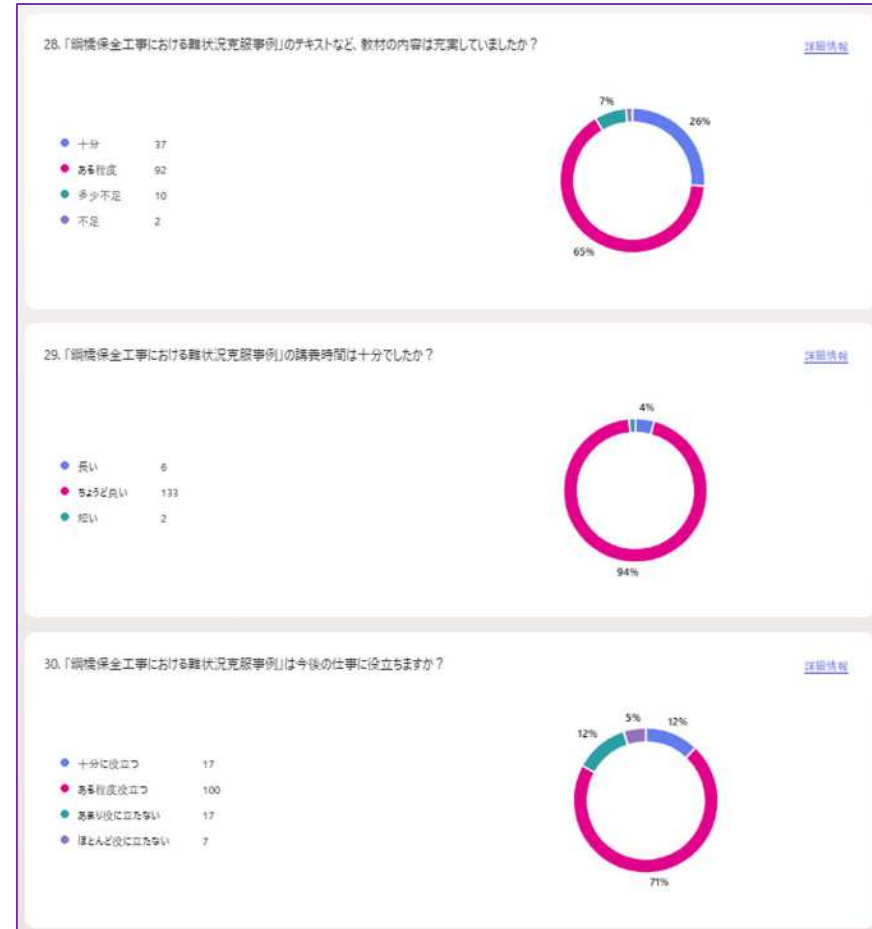 28. 「鋼橋保全工事における難状況克服事例」のテキストなど、教材の内容は充実していましたか？
詳細情報
十分 37
ある程度 92
多少不足 10
不足 2
7%
26%
65%
29. 「鋼橋保全工事における難状況克服事例」の講義時間は十分でしたか？
詳細情報
長い 6
ちょうど良い 133
短い 2
4%
94%
30. 「鋼橋保全工事における難状況克服事例」は今後の仕事に役立ちますか？
詳細情報
十分に役立つ 17
ある程度役立つ 100
あまり役に立たない 17
ほとんど役に立たない 7
5%
12%
12%
71%